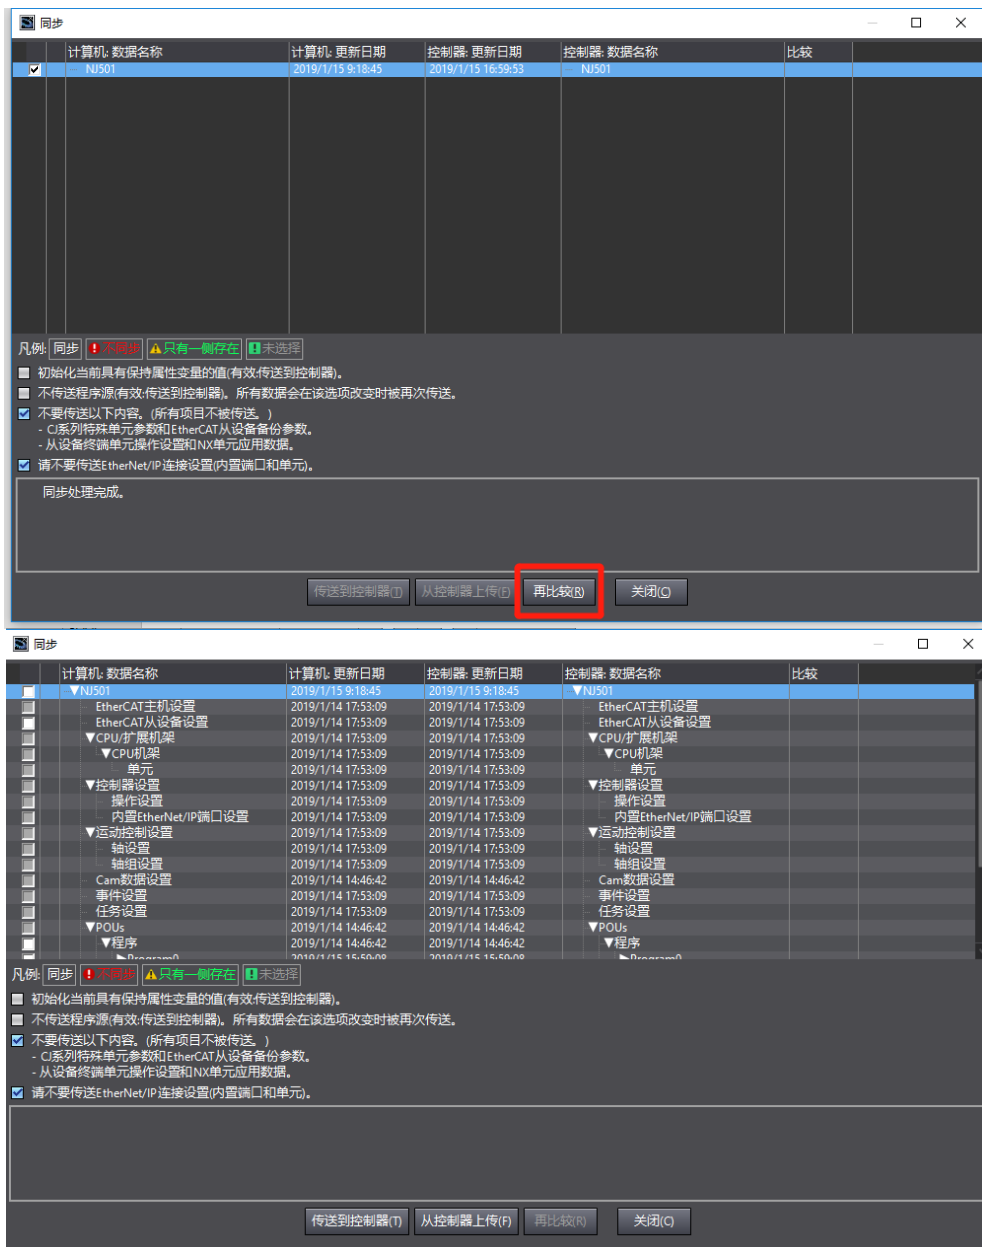 同步
计算机: 数据名称 计算机: 更新日期 控制器: 更新日期 控制器: 数据名称 比较
NJ501 2019/1/15 9:18:45 2019/1/15 16:59:53 NJ501
凡例: 同步 不同步 只有一侧存在 未选择
初始化当前具有保持属性变量的值(有效:传送到控制器)。
不传送程序源(有效:传送到控制器)。所有数据会在该选项改变时被再次传送。
不要传送以下内容。(所有项目不被传送。)
- CJ系列特殊单元参数和EtherCAT从设备备份参数。
- 从设备终端单元操作设置和NX单元应用数据。
请不要传送EtherNet/IP连接设置(内置端口和单元)。
同步处理完成。
传送到控制器(T) 从控制器上传(F) 再比较(R) 关闭(C)
同步
计算机: 数据名称 计算机: 更新日期 控制器: 更新日期 控制器: 数据名称 比较
▼NJ501 2019/1/15 9:18:45 2019/1/15 9:18:45 ▼NJ501
EtherCAT主机设置 2019/1/14 17:53:09 2019/1/14 17:53:09 EtherCAT主机设置
EtherCAT从设备设置 2019/1/14 17:53:09 2019/1/14 17:53:09 EtherCAT从设备设置
▼CPU/扩展机架 2019/1/14 17:53:09 2019/1/14 17:53:09 ▼CPU/扩展机架
▼CPU机架 2019/1/14 17:53:09 2019/1/14 17:53:09 ▼CPU机架
单元 2019/1/14 17:53:09 2019/1/14 17:53:09 单元
▼控制器设置 2019/1/14 17:53:09 2019/1/14 17:53:09 ▼控制器设置
操作设置 2019/1/14 17:53:09 2019/1/14 17:53:09 操作设置
内置EtherNet/IP端口设置 2019/1/14 17:53:09 2019/1/14 17:53:09 内置EtherNet/IP端口设置
▼运动控制设置 2019/1/14 17:53:09 2019/1/14 17:53:09 ▼运动控制设置
轴设置 2019/1/14 17:53:09 2019/1/14 17:53:09 轴设置
轴组设置 2019/1/14 17:53:09 2019/1/14 17:53:09 轴组设置
Cam数据设置 2019/1/14 14:46:42 2019/1/14 14:46:42 Cam数据设置
事件设置 2019/1/14 17:53:09 2019/1/14 17:53:09 事件设置
任务设置 2019/1/14 17:53:09 2019/1/14 17:53:09 任务设置
▼POUs 2019/1/14 14:46:42 2019/1/14 14:46:42 ▼POUs
▼程序 2019/1/14 14:46:42 2019/1/14 14:46:42 ▼程序
▶Program0 2019/1/15 15:59:08 2019/1/15 15:59:08 ▶Program0
凡例: 同步 不同步 只有一侧存在 未选择
初始化当前具有保持属性变量的值(有效:传送到控制器)。
不传送程序源(有效:传送到控制器)。所有数据会在该选项改变时被再次传送。
不要传送以下内容。(所有项目不被传送。)
- CJ系列特殊单元参数和EtherCAT从设备备份参数。
- 从设备终端单元操作设置和NX单元应用数据。
请不要传送EtherNet/IP连接设置(内置端口和单元)。
传送到控制器(T) 从控制器上传(F) 再比较(R) 关闭(C)